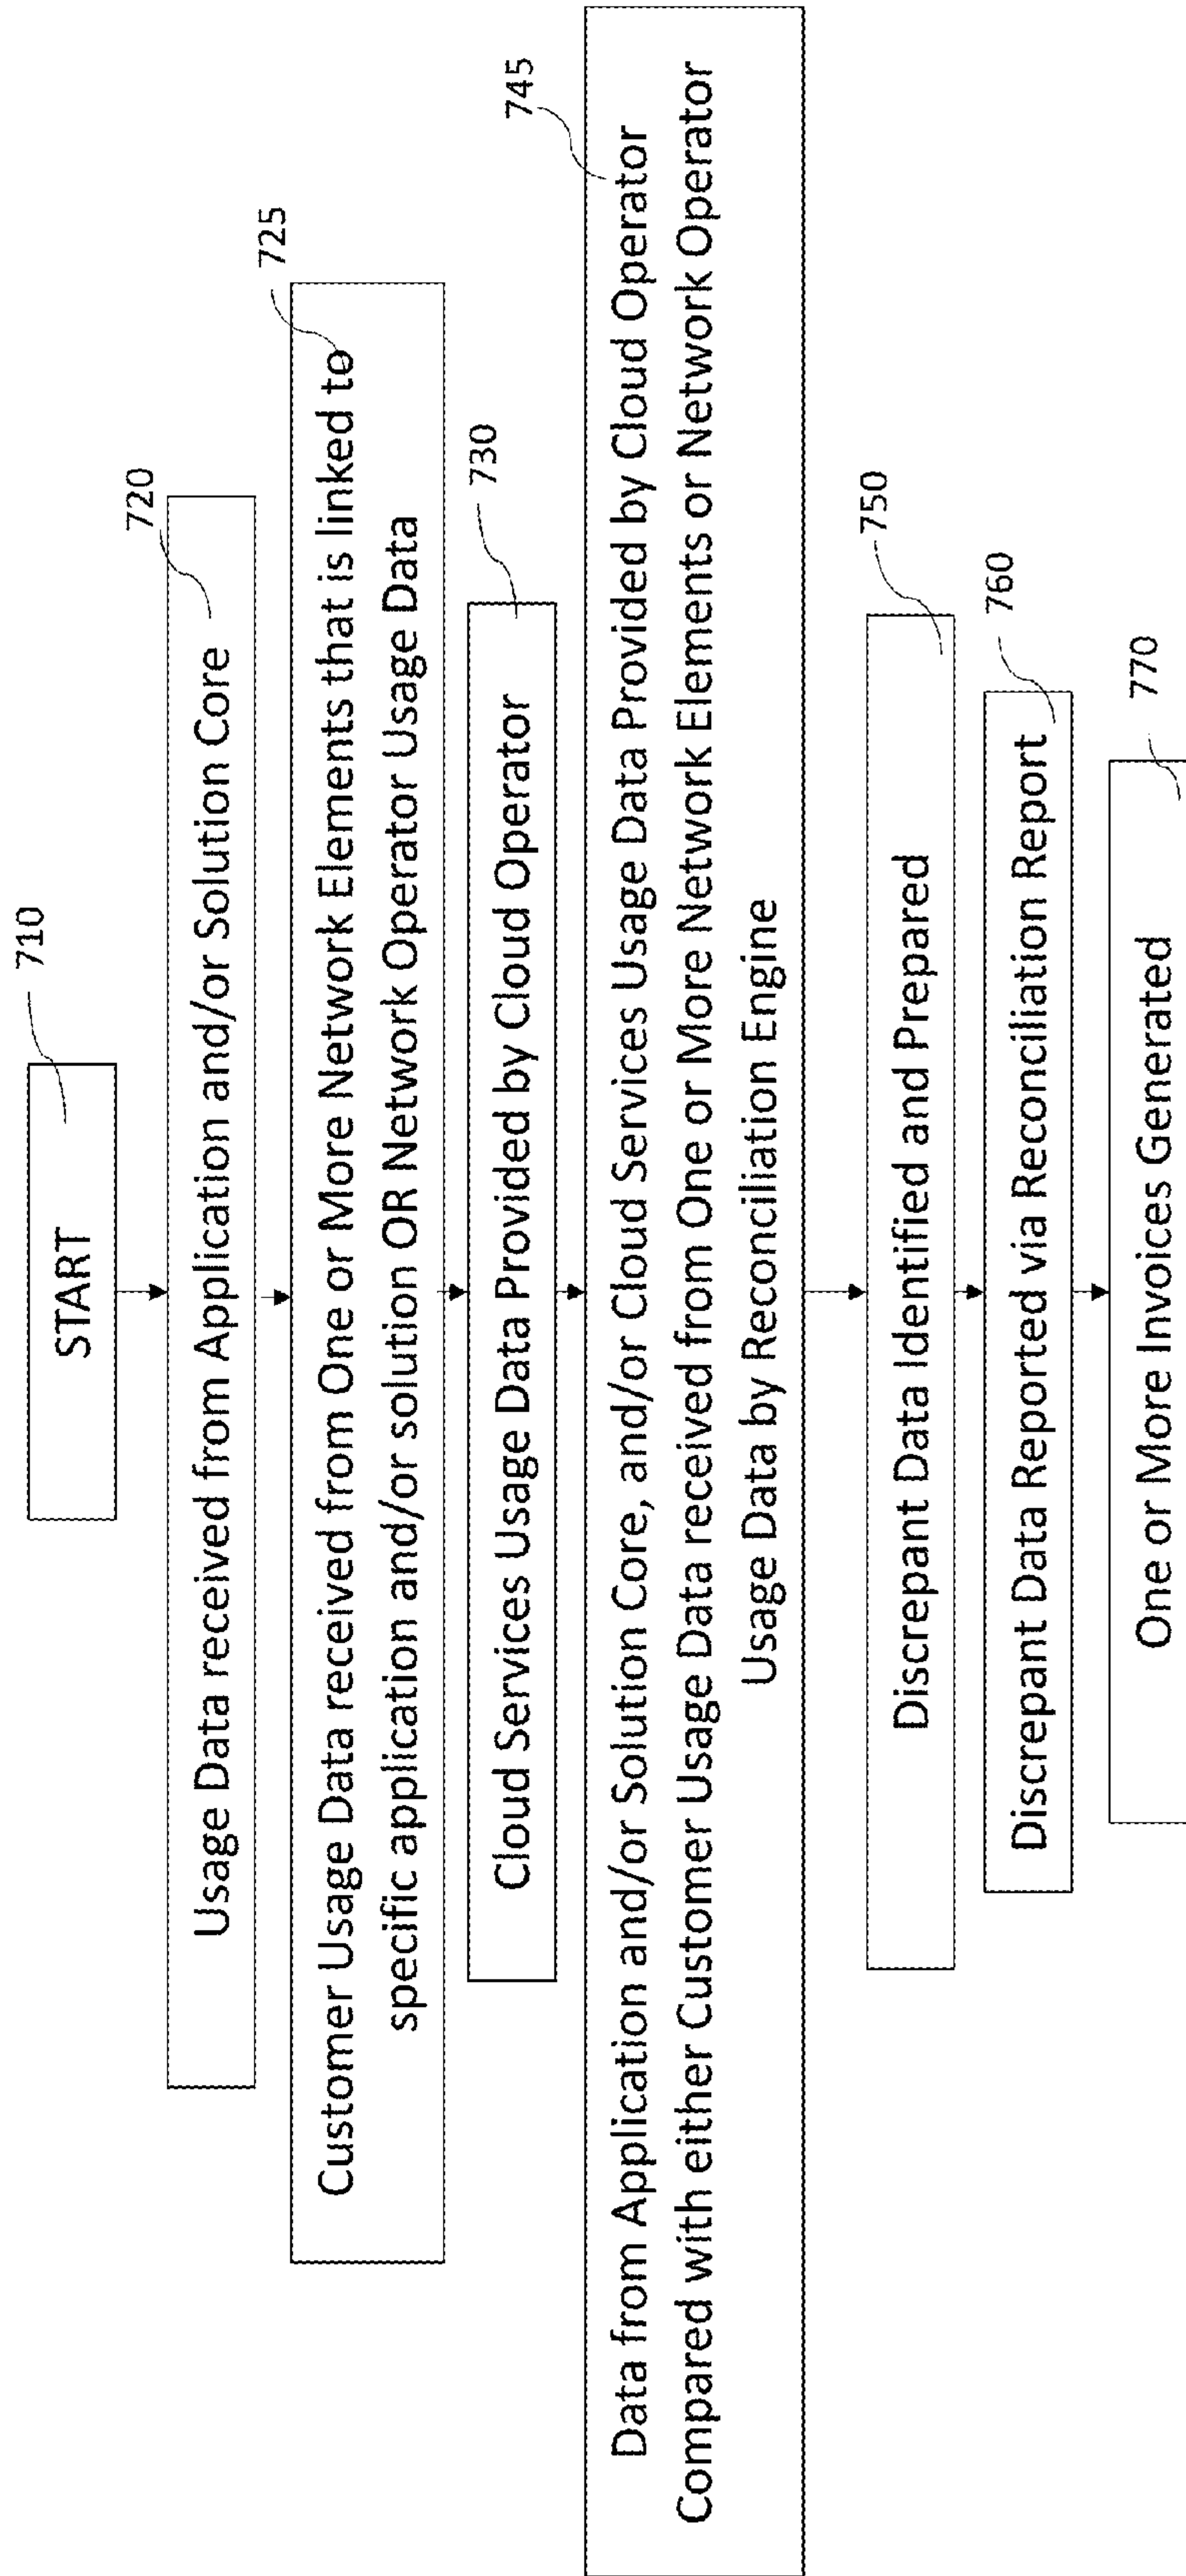 710
START
720
Usage Data received from Application and/or Solution Core
725
Customer Usage Data received from One or More Network Elements that is linked to
specific application and/or solution OR Network Operator Usage Data
730
Cloud Services Usage Data Provided by Cloud Operator
745
Data from Application and/or Solution Core, and/or Cloud Services Usage Data Provided by Cloud Operator
Compared with either Customer Usage Data received from One or More Network Elements or Network Operator
Usage Data by Reconciliation Engine
750
Discrepant Data Identified and Prepared
760
Discrepant Data Reported via Reconciliation Report
770
One or More Invoices Generated